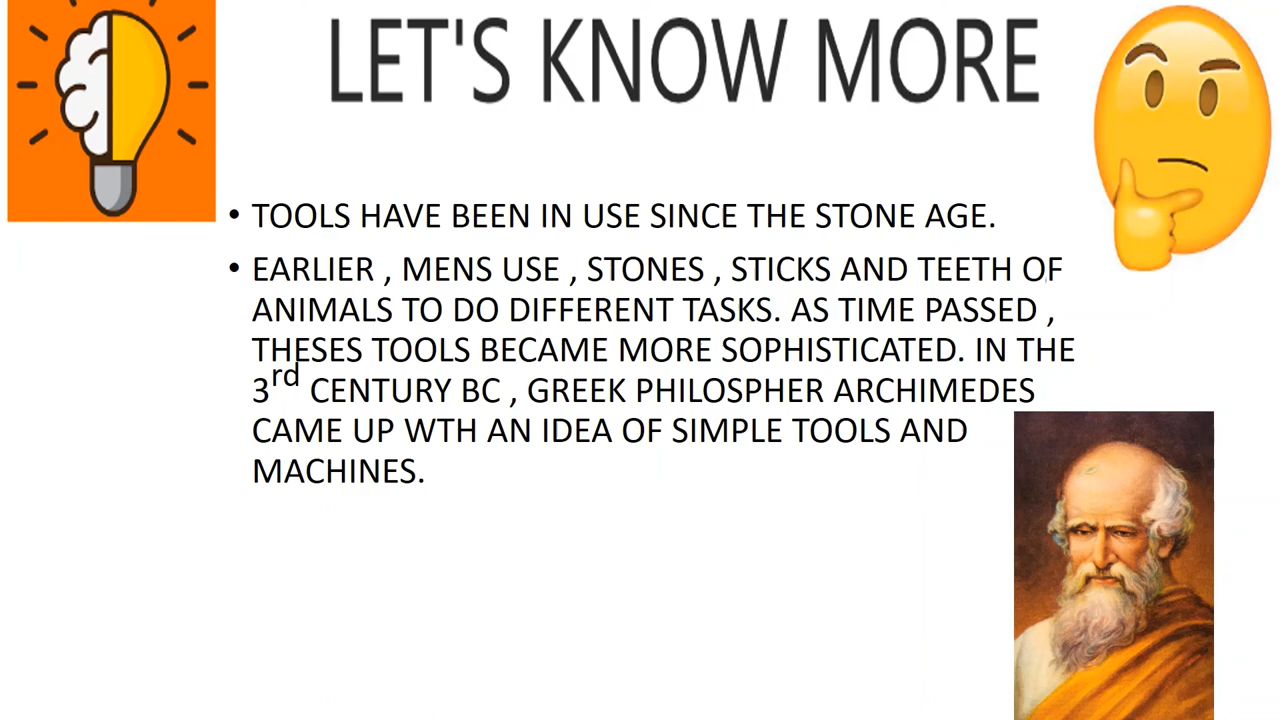 LET'S KNOW MORE
• TOOLS HAVE BEEN IN USE SINCE THE STONE AGE.
• EARLIER , MENS USE , STONES , STICKS AND TEETH OF
ANIMALS TO DO DIFFERENT TASKS. AS TIME PASSED ,
THESES TOOLS BECAME MORE SOPHISTICATED. IN THE
3rd CENTURY BC , GREEK PHILOSPHER ARCHIMEDES
CAME UP WTH AN IDEA OF SIMPLE TOOLS AND
MACHINES.